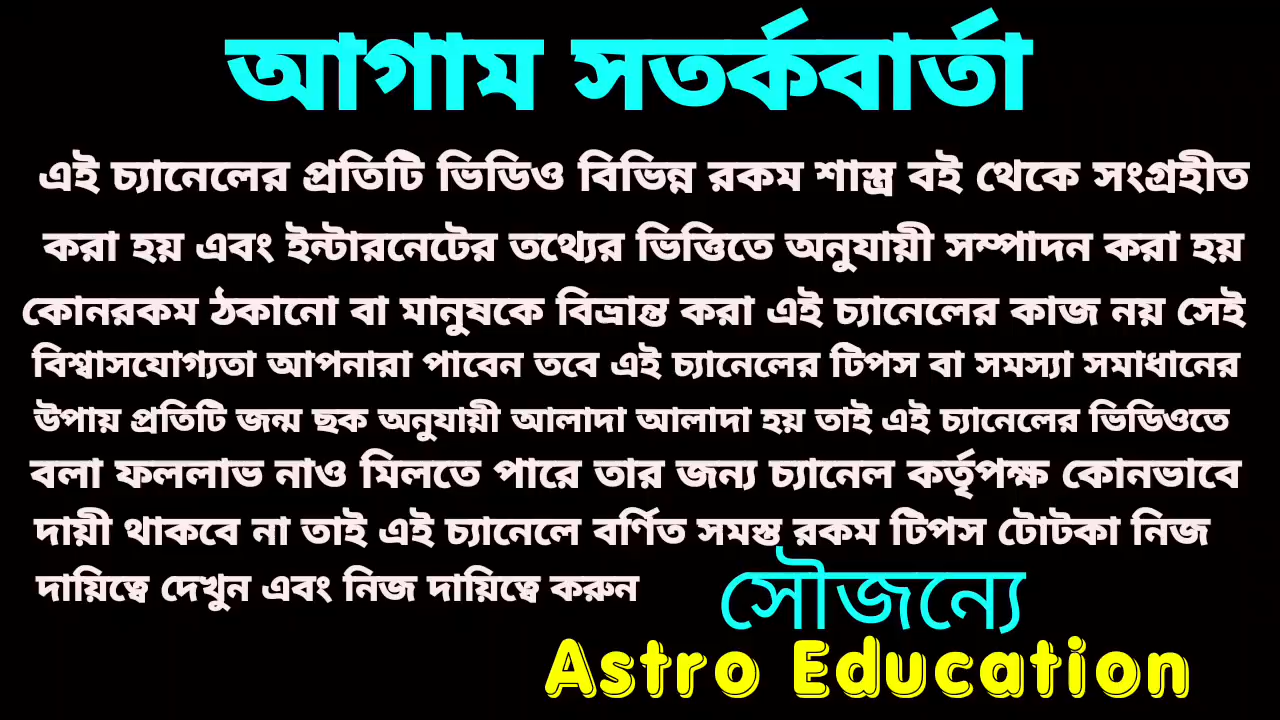 আগাম সতর্কবার্তা
এই চ্যানেলের প্রতিটি ভিডিও বিভিন্ন রকম শাস্ত্র বই থেকে সংগ্রহীত
করা হয় এবং ইন্টারনেটের তথ্যের ভিত্তিতে অনুযায়ী সম্পাদন করা হয়
কোনরকম ঠকানো বা মানুষকে বিভ্রান্ত করা এই চ্যানেলের কাজ নয় সেই
বিশ্বাসযোগ্যতা আপনারা পাবেন তবে এই চ্যানেলের টিপস বা সমস্যা সমাধানের
উপায় প্রতিটি জন্ম ছক অনুযায়ী আলাদা আলাদা হয় তাই এই চ্যানেলের ভিডিওতে
বলা ফললাভ নাও মিলতে পারে তার জন্য চ্যানেল কর্তৃপক্ষ কোনভাবে
দায়ী থাকবে না তাই এই চ্যানেলে বর্ণিত সমস্ত রকম টিপস টোটকা নিজ
দায়িত্বে দেখুন এবং নিজ দায়িত্বে করুন
সৌজন্যে
Astro Education